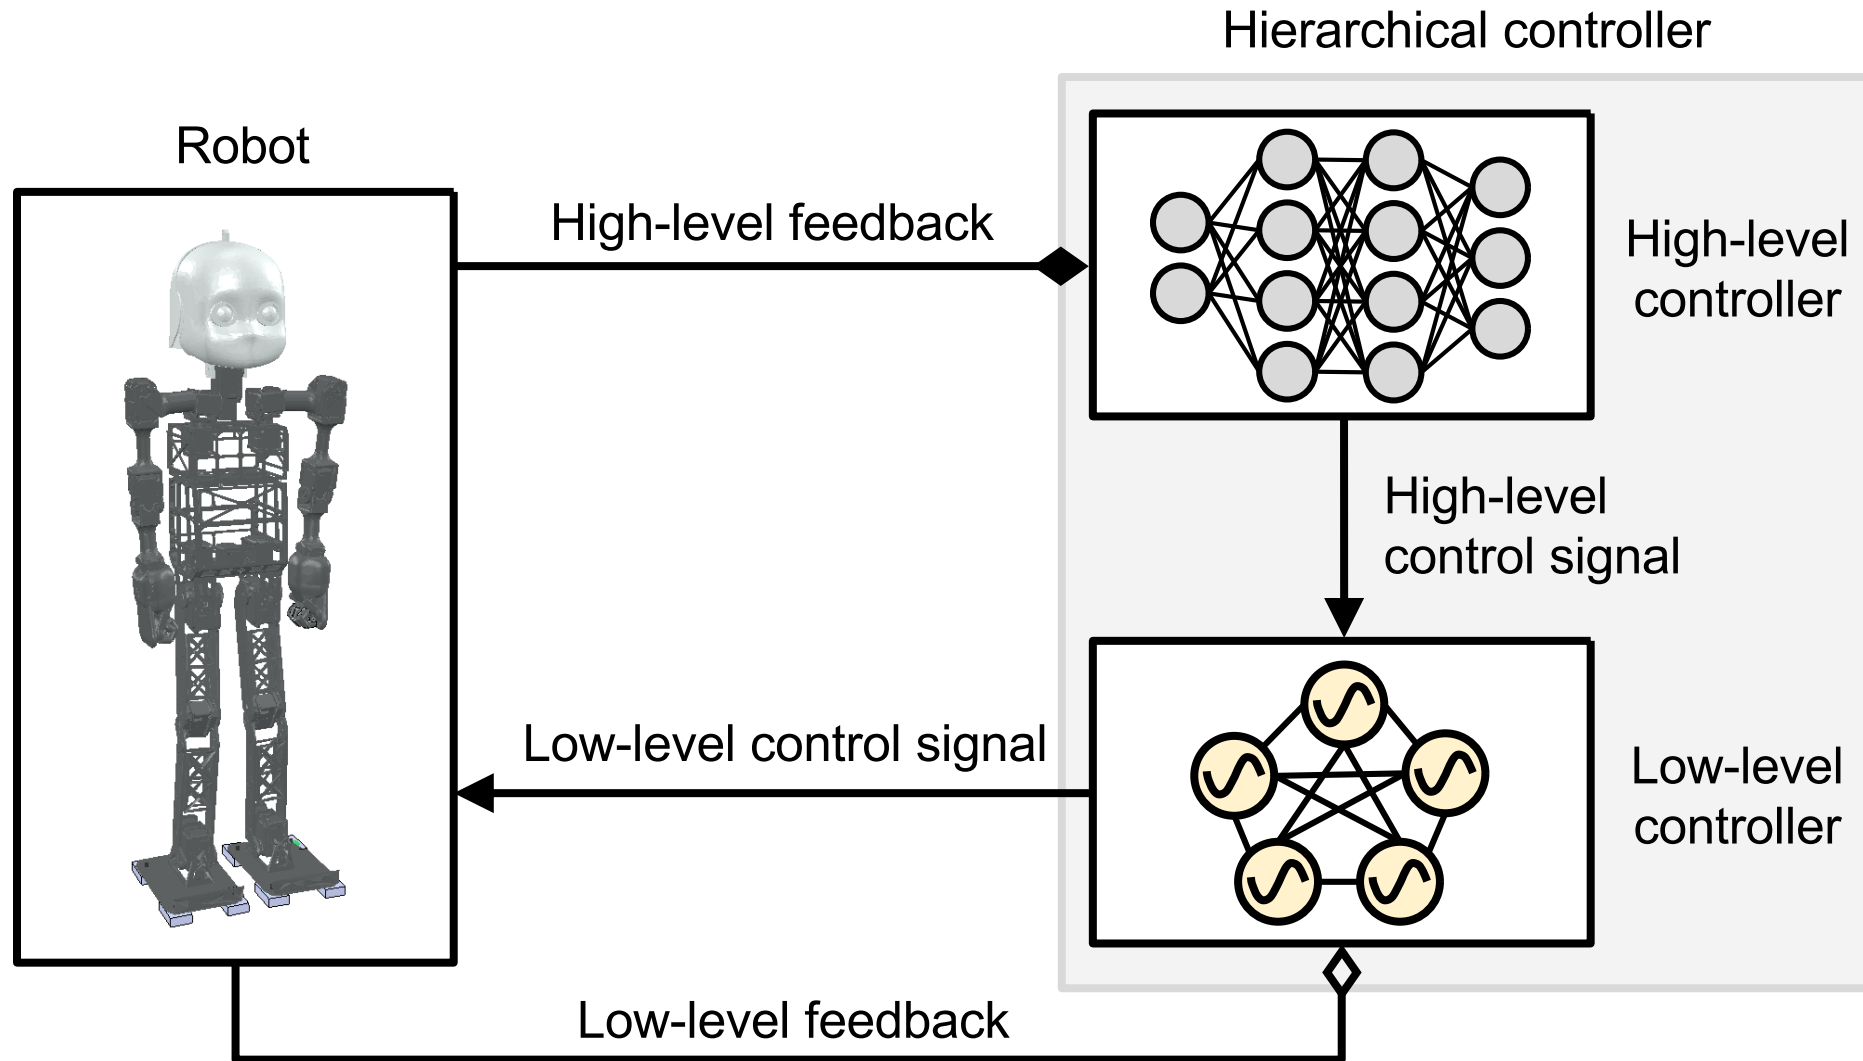 Hierarchical controller
Robot
High-level feedback
High-level
controller
High-level
control signal
Low-level control signal
Low-level
controller
Low-level feedback